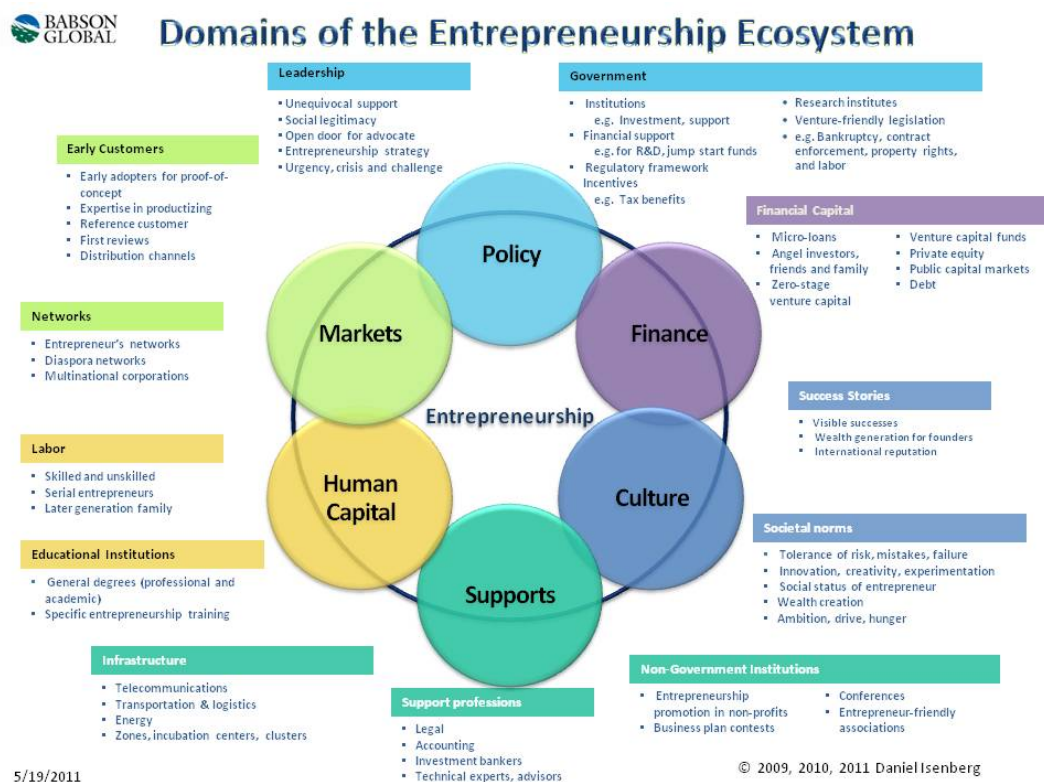 BABSON
GLOBAL
Domains of the Entrepreneurship Ecosystem
Leadership
▪ Unequivocal support
▪ Social legitimacy
▪ Open door for advocate
▪ Entrepreneurship strategy
▪ Urgency, crisis and challenge
Government
▪ Institutions
e.g. Investment, support
▪ Financial support
e.g. for R&D, jump start funds
▪ Regulatory framework
Incentives
e.g. Tax benefits
• Research institutes
• Venture-friendly legislation
• e.g. Bankruptcy, contract
enforcement, property rights,
and labor
Early Customers
▪ Early adopters for proof-of-
concept
▪ Expertise in productizing
▪ Reference customer
▪ First reviews
▪ Distribution channels
Financial Capital
▪ Micro-loans
▪ Angel investors,
friends and family
▪ Zero-stage
venture capital
▪ Venture capital funds
▪ Private equity
▪ Public capital markets
▪ Debt
Networks
▪ Entrepreneur's networks
▪ Diaspora networks
▪ Multinational corporations
Policy
Markets
Finance
Entrepreneurship
Human
Capital
Culture
Supports
Success Stories
▪ Visible successes
▪ Wealth generation for founders
▪ International reputation
Labor
▪ Skilled and unskilled
▪ Serial entrepreneurs
▪ Later generation family
Societal norms
▪ Tolerance of risk, mistakes, failure
▪ Innovation, creativity, experimentation
▪ Social status of entrepreneur
▪ Wealth creation
▪ Ambition, drive, hunger
Educational Institutions
▪ General degrees (professional and
academic)
▪ Specific entrepreneurship training
Infrastructure
▪ Telecommunications
▪ Transportation & logistics
▪ Energy
▪ Zones, incubation centers, clusters
Support professions
▪ Legal
▪ Accounting
▪ Investment bankers
▪ Technical experts, advisors
Non-Government Institutions
▪ Entrepreneurship
promotion in non-profits
▪ Business plan contests
▪ Conferences
▪ Entrepreneur-friendly
associations
5/19/2011
© 2009, 2010, 2011 Daniel Isenberg